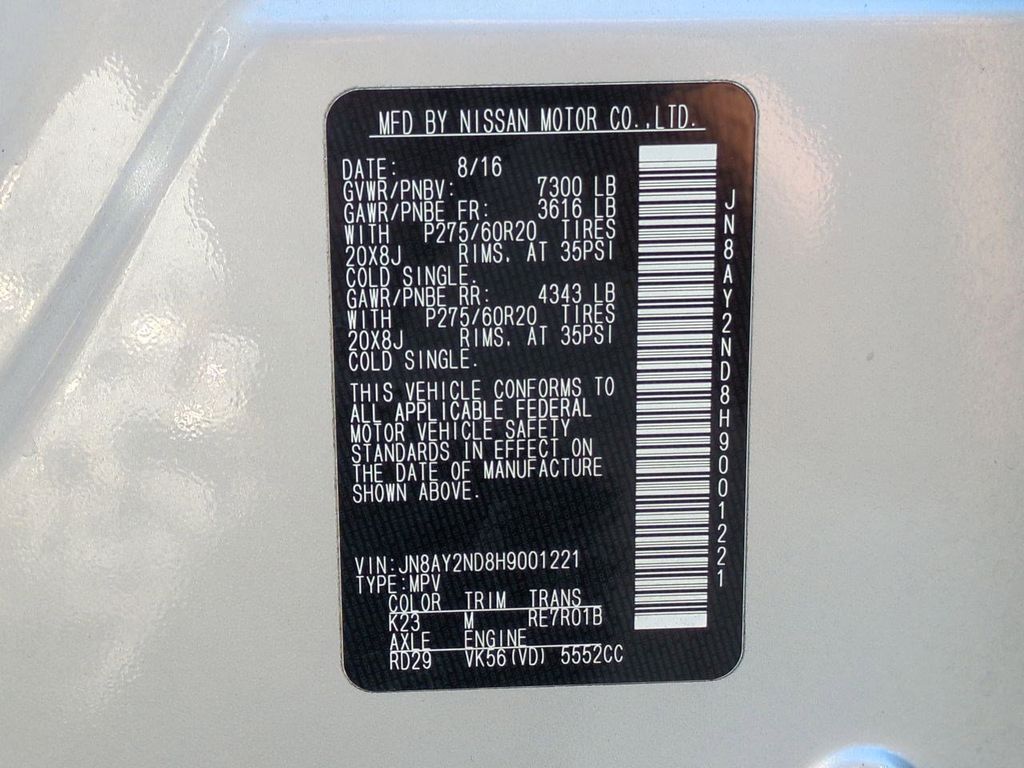 MFD BY NISSAN MOTOR CO.,LTD.
DATE: 8/16
GVWR/PNBV: 7300 LB
GAWR/PNBE FR: 3616 LB
WITH P275/60R20 TIRES
20X8J RIMS. AT 35PSI
COLD SINGLE.
GAWR/PNBE RR: 4343 LB
WITH P275/60R20 TIRES
20X8J RIMS. AT 35PSI
COLD SINGLE.
THIS VEHICLE CONFORMS TO
ALL APPLICABLE FEDERAL
MOTOR VEHICLE SAFETY
STANDARDS IN EFFECT ON
THE DATE OF MANUFACTURE
SHOWN ABOVE.
VIN:JN8AY2ND8H9001221
TYPE:MPV
COLOR TRIM TRANS
K23 M RE7R01B
AXLE ENGINE
RD29 VK56(VD) 5552CC
JN8AY2ND8H9001221